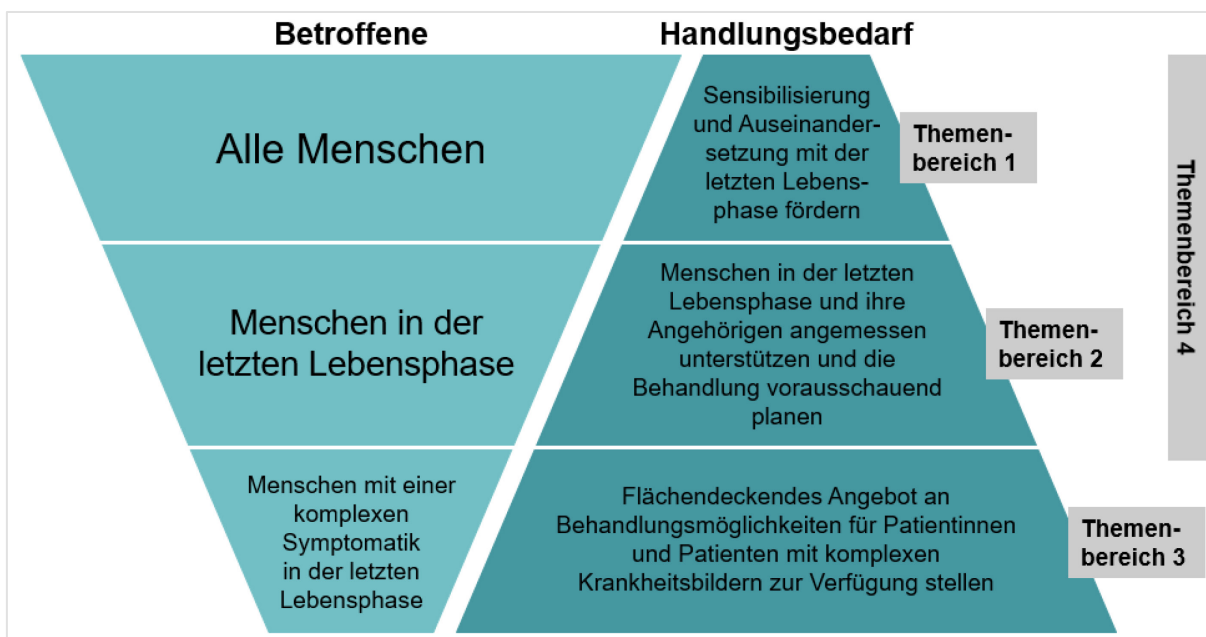 Betroffene
Handlungsbedarf
Alle Menschen
Sensibilisierung
und Auseinander-
setzung mit der
letzten Lebens-
phase fördern
Themen-
bereich 1
Menschen in der
letzten Lebensphase
Menschen in der letzten
Lebensphase und ihre
Angehörigen angemessen
unterstützen und die
Behandlung vorausschauend
planen
Themen-
bereich 2
Menschen mit einer
komplexen
Symptomatik
in der letzten
Lebensphase
Flächendeckendes Angebot an
Behandlungsmöglichkeiten für Patientinnen
und Patienten mit komplexen
Krankheitsbildern zur Verfügung stellen
Themen-
bereich 3
Themenbereich 4